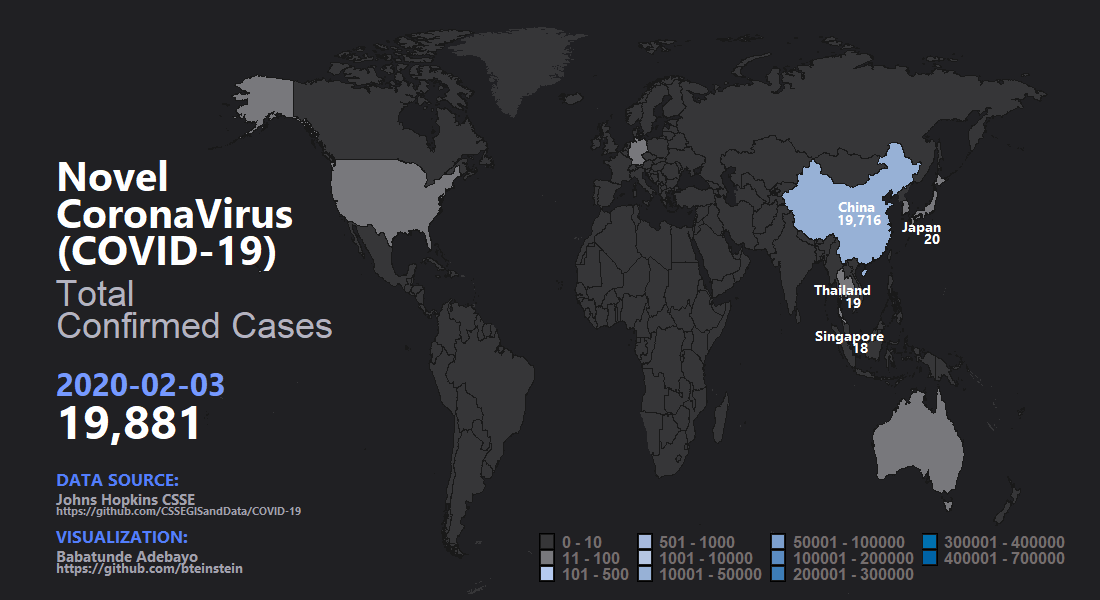 Novel
CoronaVirus
(COVID-19)
Total
Confirmed Cases
2020-02-03
19,881
DATA SOURCE:
Johns Hopkins CSSE
https://github.com/CSSEGISandData/COVID-19
VISUALIZATION:
Babatunde Adebayo
https://github.com/bteinstein
China
19,716
Japan
20
Thailand
19
Singapore
18
0 - 10
11 - 100
101 - 500
501 - 1000
1001 - 10000
10001 - 50000
50001 - 100000
100001 - 200000
200001 - 300000
300001 - 400000
400001 - 700000